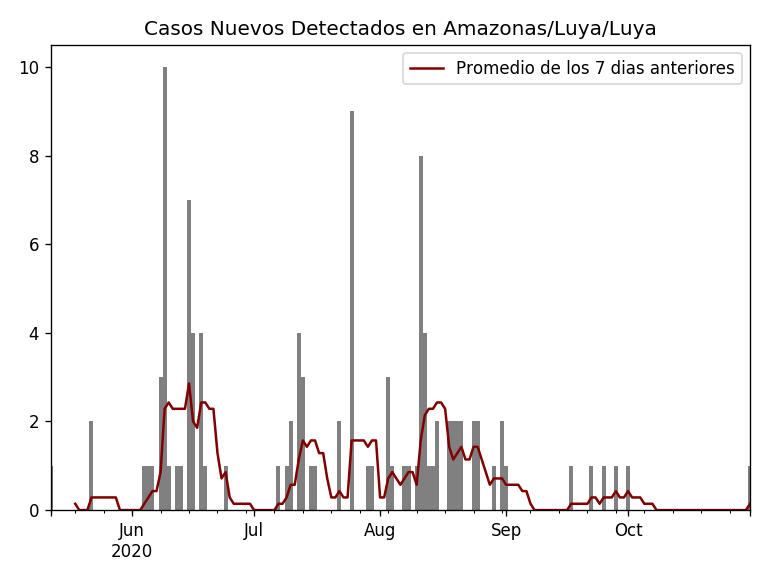 Casos Nuevos Detectados en Amazonas/Luya/Luya
Promedio de los 7 dias anteriores
10
8
6
4
2
0
Jun Jul Aug Sep Oct
2020